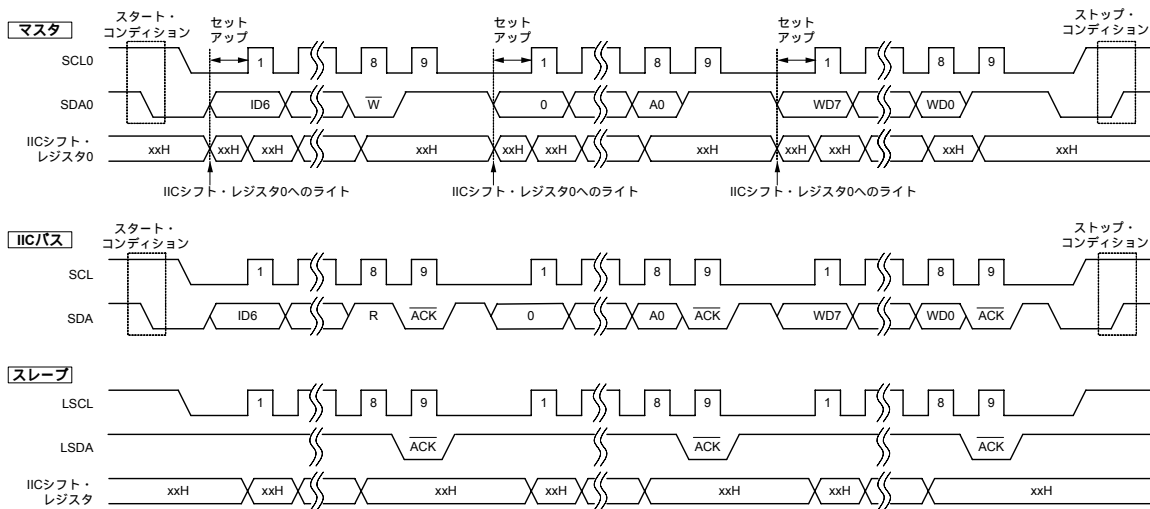 スタート・
コンディション
セット
アップ
セット
アップ
セット
アップ
ストップ・
コンディション
マスタ
SCL0
1 8 9 1 8 9 1 8 9
SDA0
ID6 W̅ 0 A0 WD7 WD0
IICシフト・
レジスタ0
xxH xxH xxH xxH xxH xxH xxH xxH xxH xxH xxH
IICシフト・レジスタ0へのライト
IICシフト・レジスタ0へのライト
IICシフト・レジスタ0へのライト
スタート・
コンディション
ストップ・
コンディション
IICバス
SCL
1 8 9 1 8 9 1 8 9
SDA
ID6 R A̅C̅K̅ 0 A0 A̅C̅K̅ WD7 WD0 A̅C̅K̅
スレーブ
LSCL
1 8 9 1 8 9 1 8 9
LSDA
A̅C̅K̅ A̅C̅K̅ A̅C̅K̅
IICシフト・
レジスタ
xxH xxH xxH xxH xxH xxH xxH